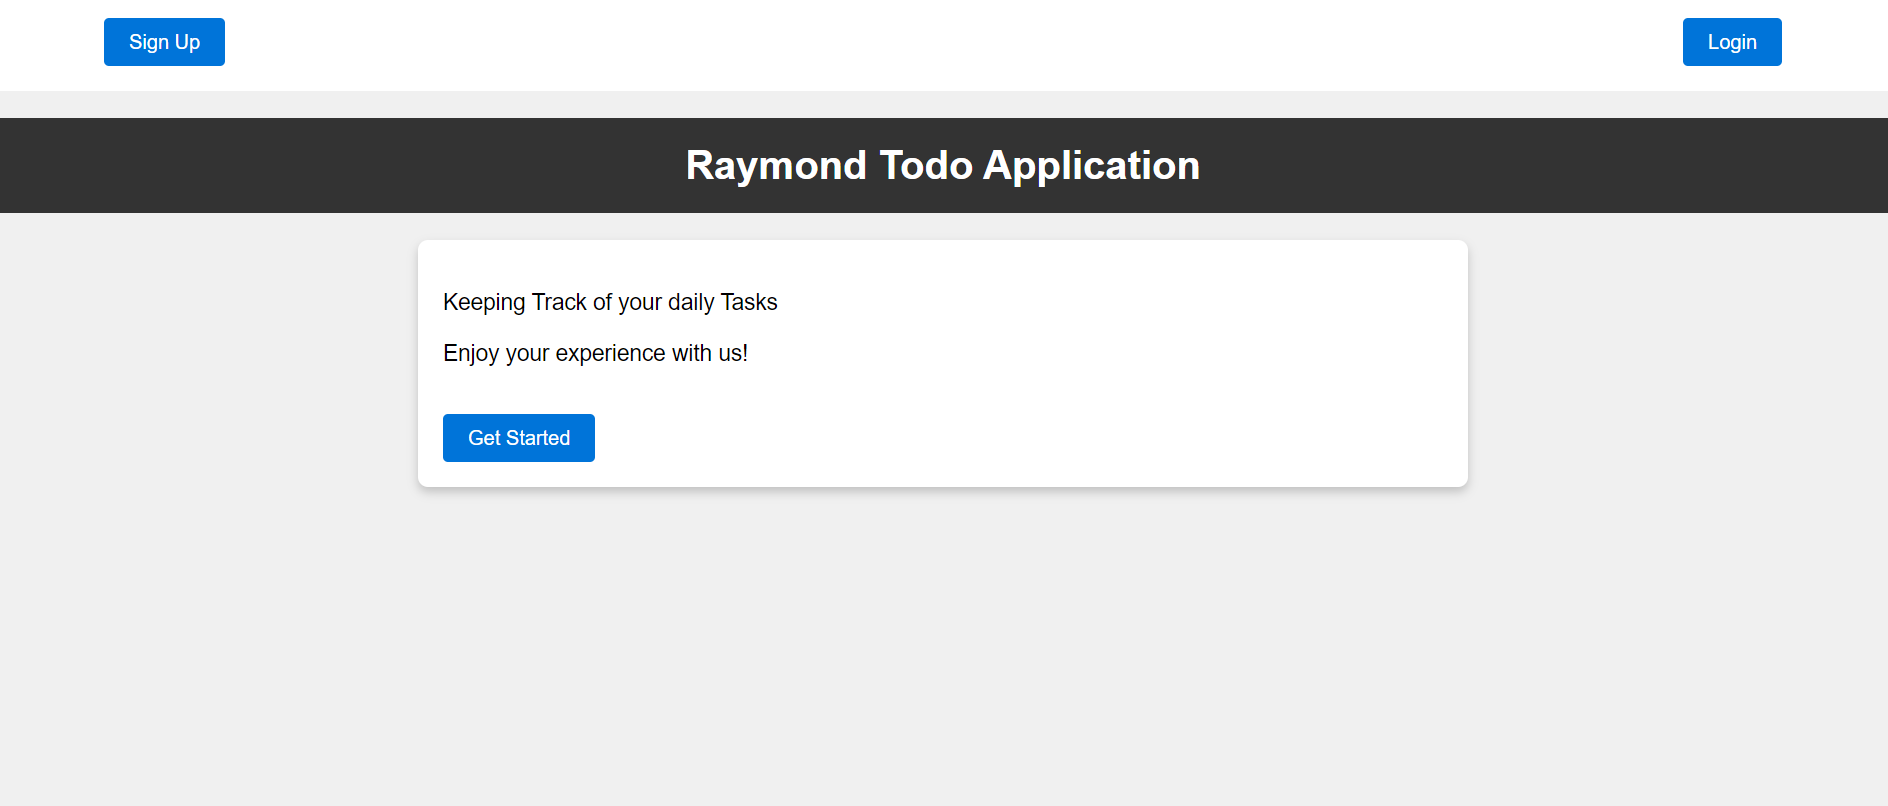 Sign Up
Login
Raymond Todo Application
Keeping Track of your daily Tasks
Enjoy your experience with us!
Get Started